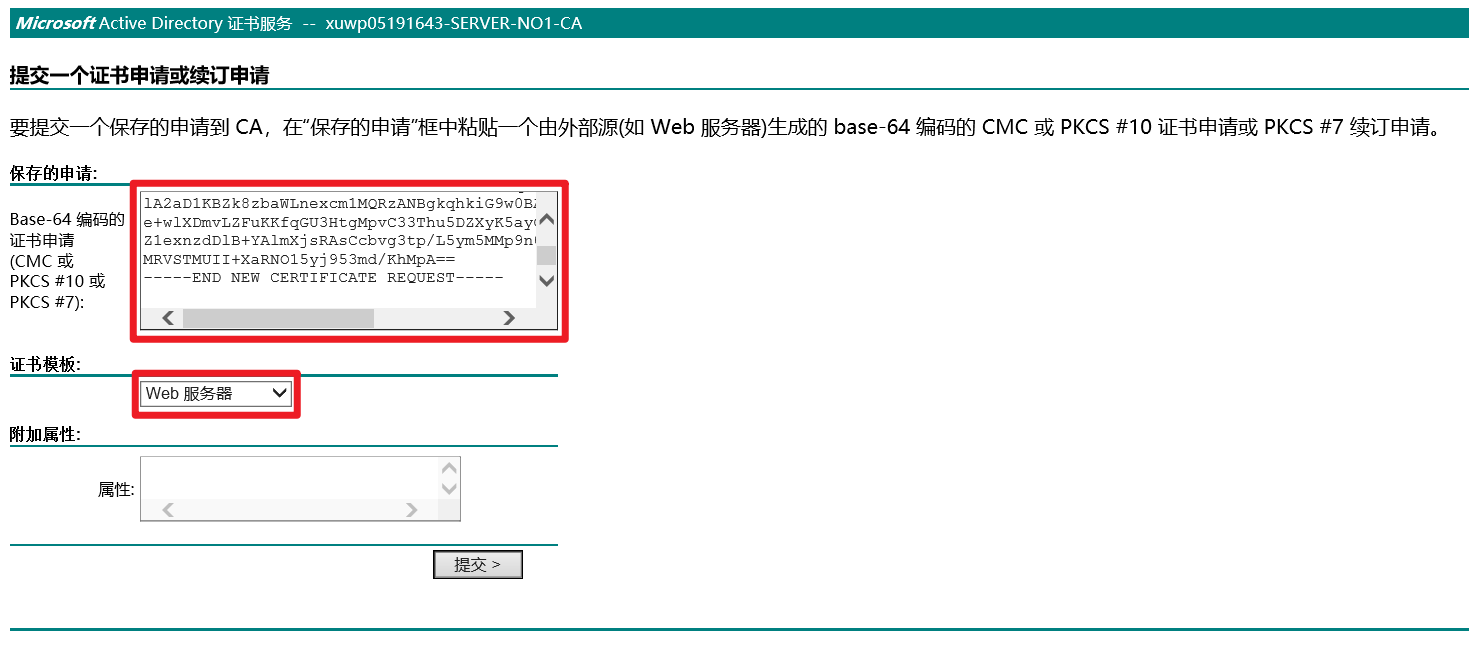 Microsoft Active Directory 证书服务 -- xuwp05191643-SERVER-NO1-CA
提交一个证书申请或续订申请
要提交一个保存的申请到 CA，在“保存的申请”框中粘贴一个由外部源(如 Web 服务器)生成的 base-64 编码的 CMC 或 PKCS #10 证书申请或 PKCS #7 续订申请。
保存的申请:
Base-64 编码的
证书申请
(CMC 或
PKCS #10 或
PKCS #7):
lA2aD1KBZk8zbaWLnexcm1MQRzANBgkqhkiG9w0BA
e+wlXDmvLZFuKKfqGU3HtgMpvC33Thu5DZXyK5ay
Z1exnzdDlB+YAlmXjsRAsCcbvg3tp/L5ym5MMp9n
MRVSTMUII+XaRNO15yj953md/KhMpA==
-----END NEW CERTIFICATE REQUEST-----
证书模板:
Web 服务器
附加属性:
属性:
提交 >